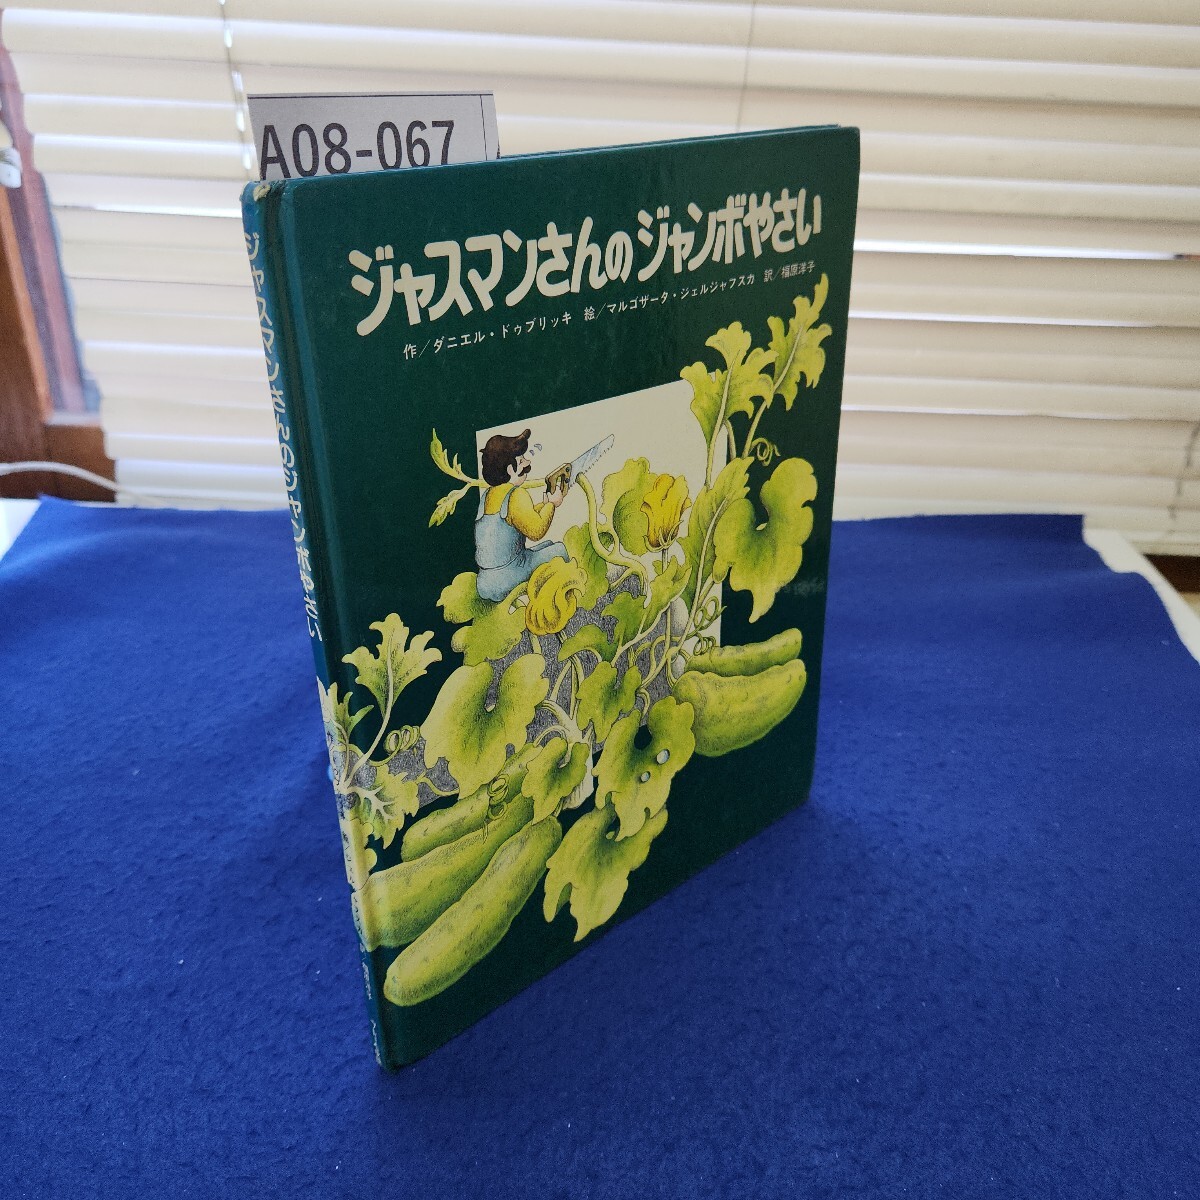 A08-067
ジャスマンさんのジャンボやさい
作／ダニエル・ドゥブリッキ 絵／マルゴザータ・ジェルジャフスカ 訳／福原洋子
ジャスマンさんのジャンボやさい